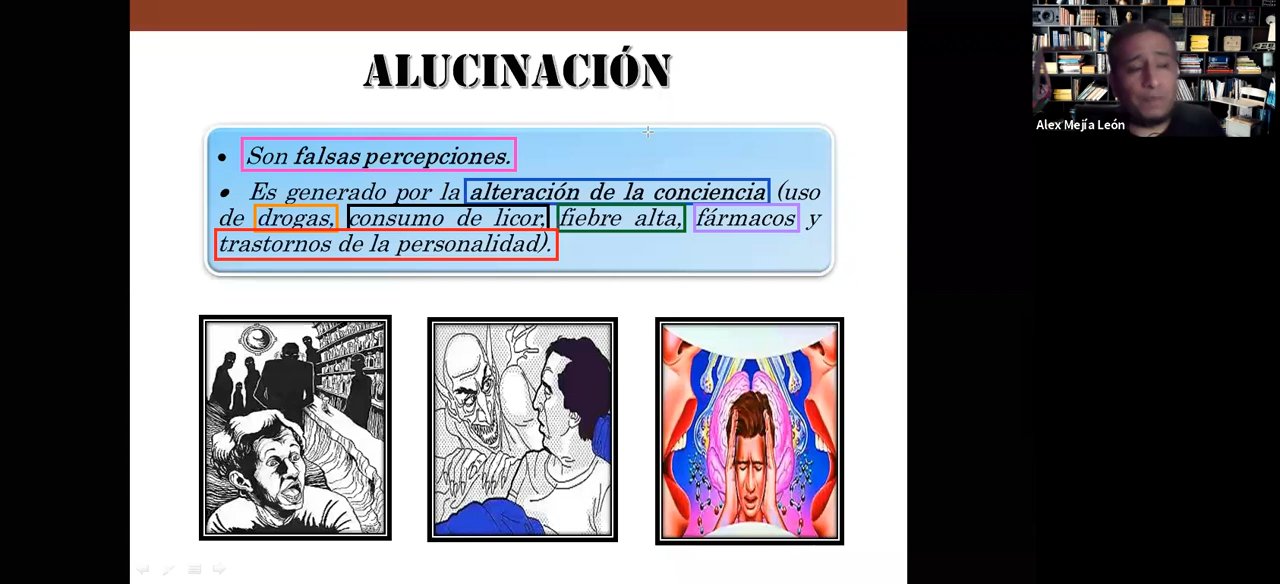 ALUCINACIÓN
• Son falsas percepciones.
• Es generado por la alteración de la conciencia (uso
de drogas, consumo de licor, fiebre alta, fármacos y
trastornos de la personalidad).
Alex Mejía León